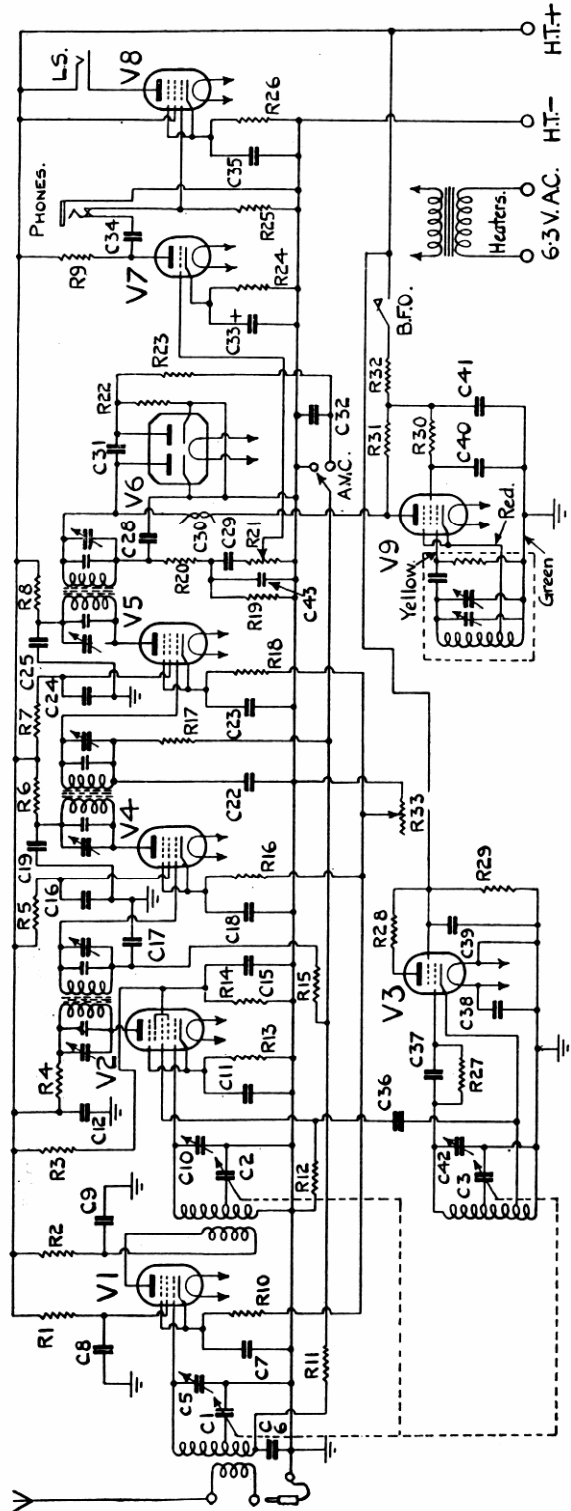 R1
R2
R3
R4
R5
R6
R7
R8
R9
PHONES.
L.S.
C8
C9
C12
C16
C19
C24
C25
C31
R22
R23
C34
V1
V2
V4
V5
V6
V7
V8
C17
C28
C5
C1
C6
C7
R10
C10
C2
C11
R13
R14
C15
C18
R16
R17
C22
C23
R18
R20
C30
C29
R21
R19
C43
C33+
R24
R25
C35
R26
C32
A.V.C.
R11
R12
R15
C36
R33
V3
R28
C37
R27
C42
C3
C38
C39
R29
V9
Yellow
Red.
Green
R31
R32
R30
C40
C41
B.F.O.
Heaters.
6·3 V. A.C.
H.T.-
H.T.+